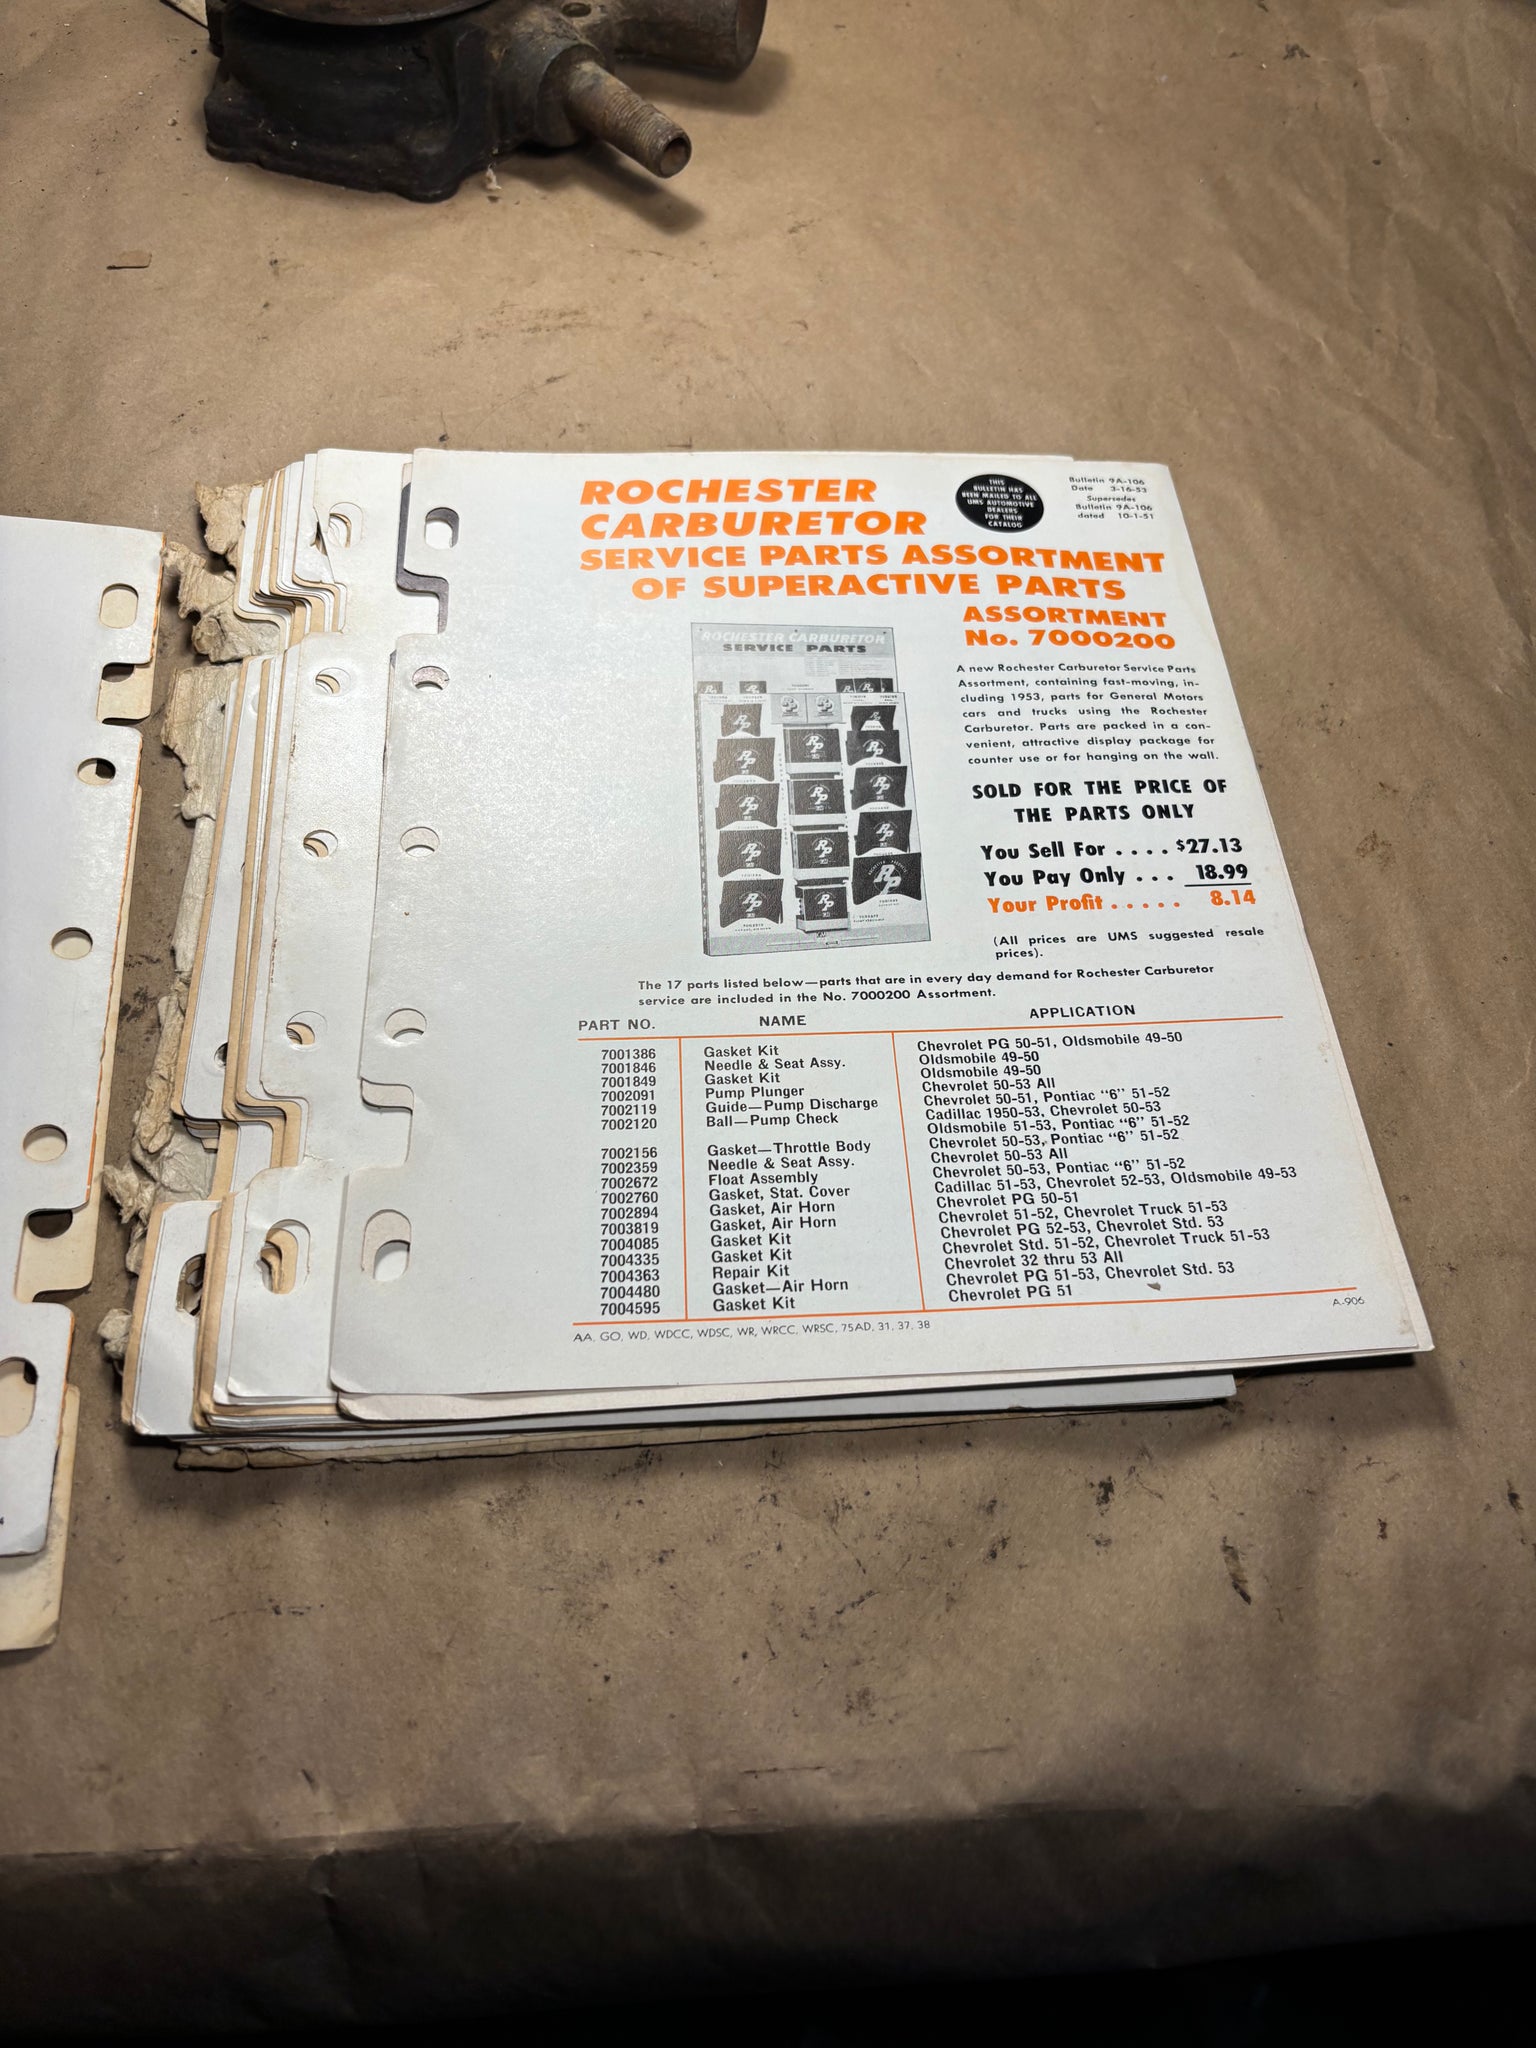 ROCHESTER
CARBURETOR
SERVICE PARTS ASSORTMENT
OF SUPERACTIVE PARTS
THIS
BULLETIN HAS
BEEN MAILED TO ALL
UMS AUTOMOTIVE
DEALERS
FOR THEIR
CATALOG
Bulletin 9A-106
Date 3-16-53
Supersedes
Bulletin 9A-106
dated 10-1-51
ASSORTMENT
No. 7000200
ROCHESTER CARBURETOR
SERVICE PARTS
A new Rochester Carburetor Service Parts
Assortment, containing fast-moving, in-
cluding 1953, parts for General Motors
cars and trucks using the Rochester
Carburetor. Parts are packed in a con-
venient, attractive display package for
counter use or for hanging on the wall.
SOLD FOR THE PRICE OF
THE PARTS ONLY
You Sell For . . . . $27.13
You Pay Only . . . 18.99
Your Profit . . . . . 8.14
(All prices are UMS suggested resale
prices).
The 17 parts listed below—parts that are in every day demand for Rochester Carburetor
service are included in the No. 7000200 Assortment.
PART NO. NAME APPLICATION
7001386 Gasket Kit Chevrolet PG 50-51, Oldsmobile 49-50
7001846 Needle & Seat Assy. Oldsmobile 49-50
7001849 Gasket Kit Oldsmobile 49-50
7002091 Pump Plunger Chevrolet 50-53 All
7002119 Guide—Pump Discharge Chevrolet 50-51, Pontiac “6” 51-52
7002120 Ball—Pump Check Cadillac 1950-53, Chevrolet 50-53
Oldsmobile 51-53, Pontiac “6” 51-52
7002156 Gasket—Throttle Body Chevrolet 50-53, Pontiac “6” 51-52
7002359 Needle & Seat Assy. Chevrolet 50-53 All
7002672 Float Assembly Chevrolet 50-53, Pontiac “6” 51-52
7002760 Gasket, Stat. Cover Cadillac 51-53, Chevrolet 52-53, Oldsmobile 49-53
7002894 Gasket, Air Horn Chevrolet PG 50-51
7003819 Gasket, Air Horn Chevrolet 51-52, Chevrolet Truck 51-53
7004085 Gasket Kit Chevrolet PG 52-53, Chevrolet Std. 53
7004335 Gasket Kit Chevrolet Std. 51-52, Chevrolet Truck 51-53
7004363 Repair Kit Chevrolet 32 thru 53 All
7004480 Gasket—Air Horn Chevrolet PG 51-53, Chevrolet Std. 53
7004595 Gasket Kit Chevrolet PG 51
AA, GO, WD, WDCC, WDSC, WR, WRCC, WRSC, 75AD, 31, 37, 38
A-906